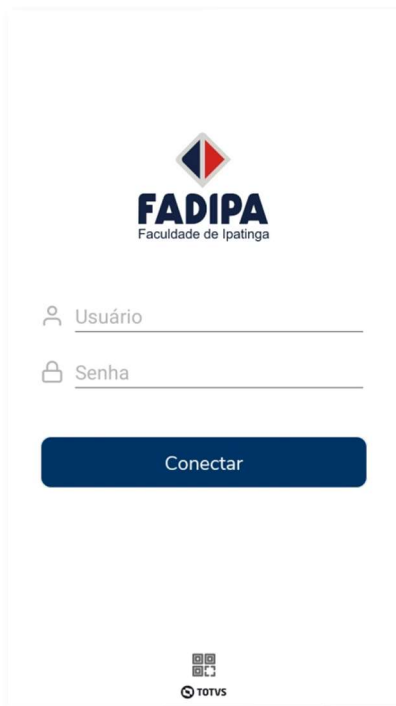 FADIPA
Faculdade de Ipatinga
Usuário
Senha
Conectar
TOTVS